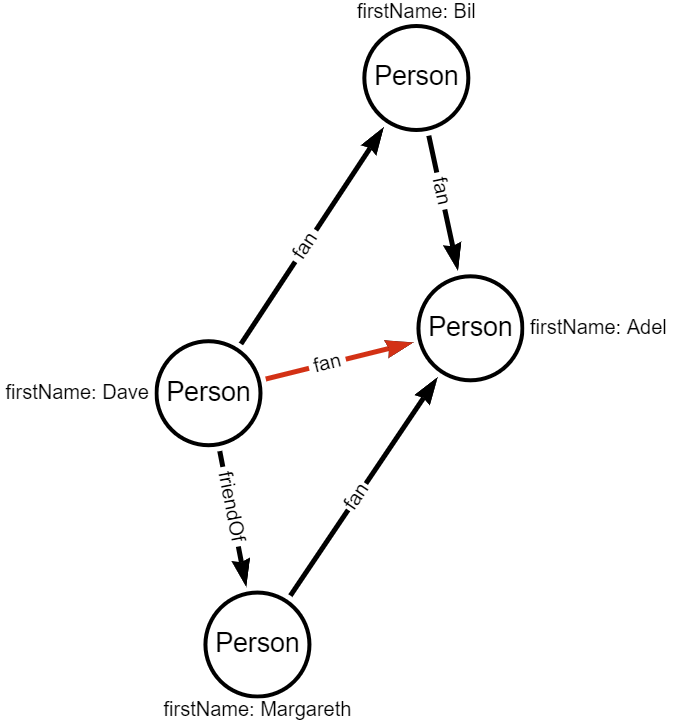 firstName: Bil
Person
fan
fan
Person
firstName: Adel
fan
firstName: Dave
Person
friendOf
fan
Person
firstName: Margareth